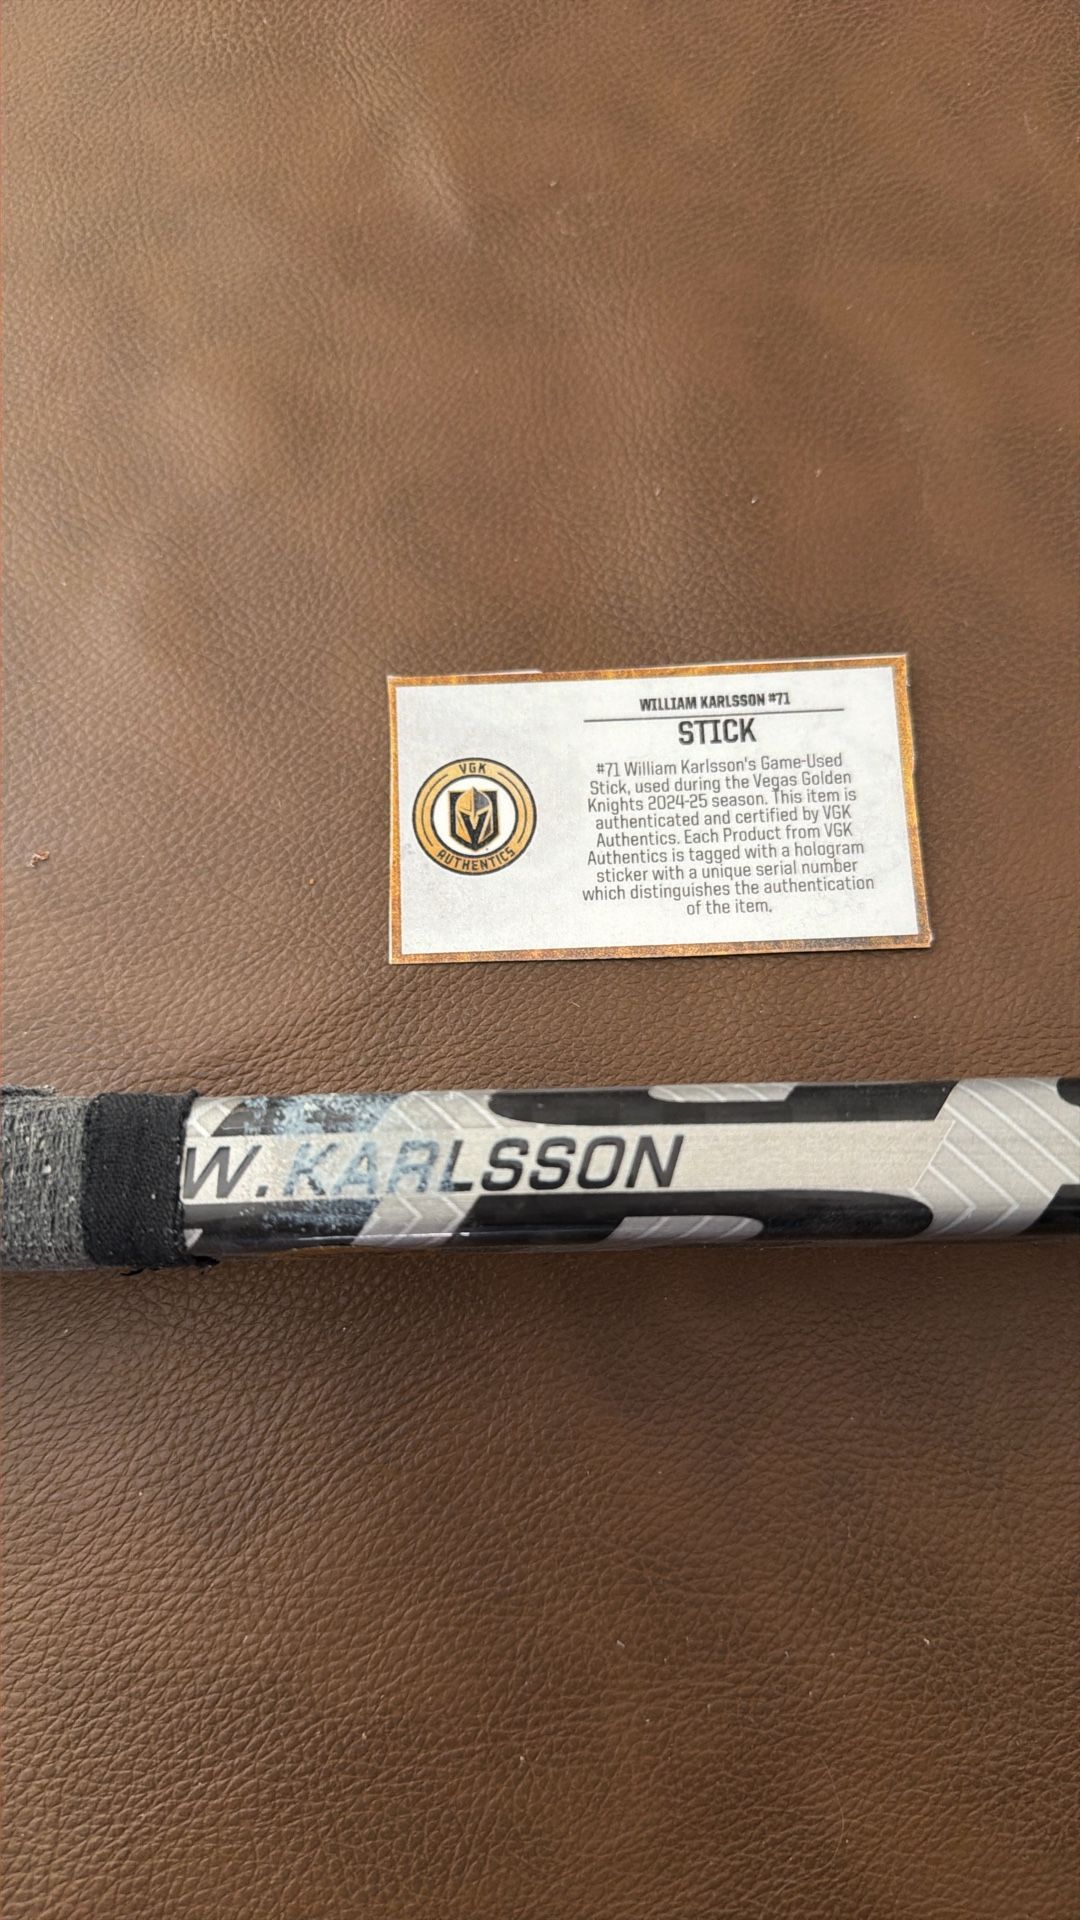 WILLIAM KARLSSON #71
STICK
#71 William Karlsson's Game-Used
Stick, used during the Vegas Golden
Knights 2024-25 season. This item is
authenticated and certified by VGK
Authentics. Each Product from VGK
Authentics is tagged with a hologram
sticker with a unique serial number
which distinguishes the authentication
of the item.
VGK
AUTHENTICS
W. KARLSSON